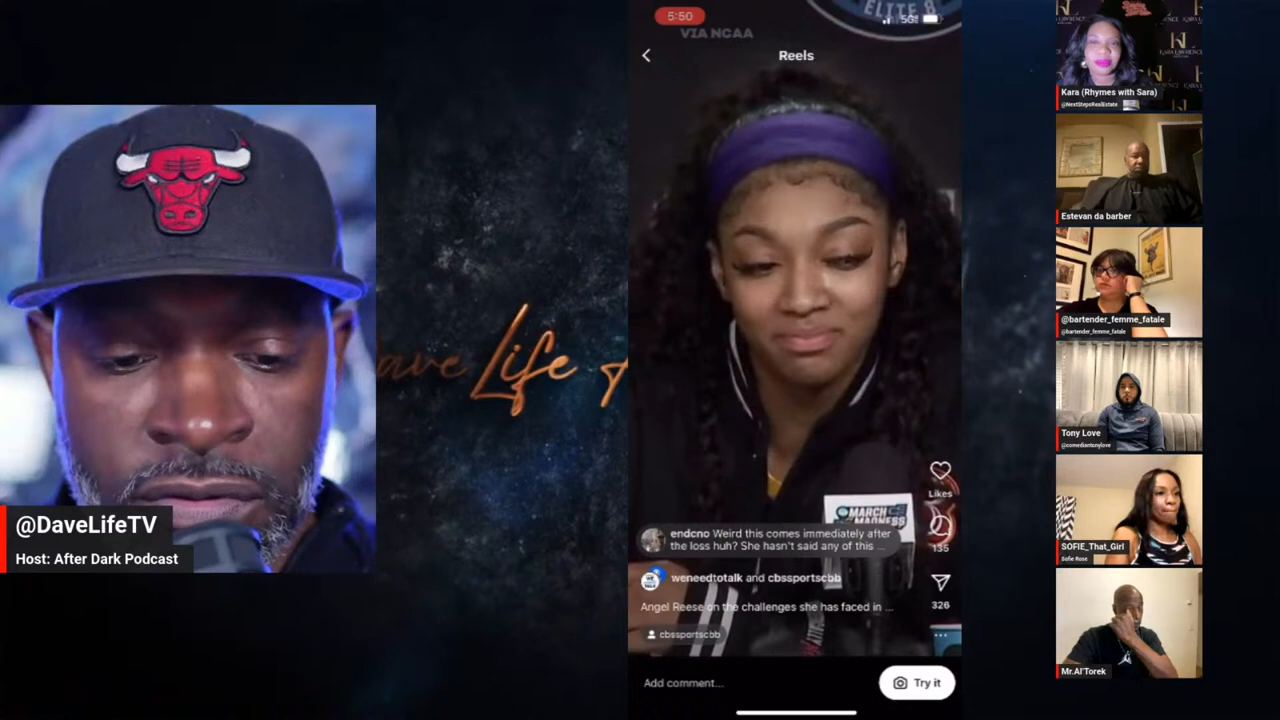 @DaveLifeTV
Host: After Dark Podcast
ave Life
5:50
ELITE 8
5GE
VIA NCAA
Reels
MARCH
MADNESS
Likes
135
326
endcno Weird this comes immediately after
the loss huh? She hasn't said any of this ...
weneedtotalk and cbssportscbb
Angel Reese on the challenges she has faced in ...
cbssportscbb
Add comment...
Try it
Kara (Rhymes with Sara)
@NextStepsRealEstate
Estevan da barber
@bartender_femme_fatale
@bartender_femme_fatale
Tony Love
@comediantonylove
SOFIE_That_Girl
Sofie Rose
Mr.Al'Torek